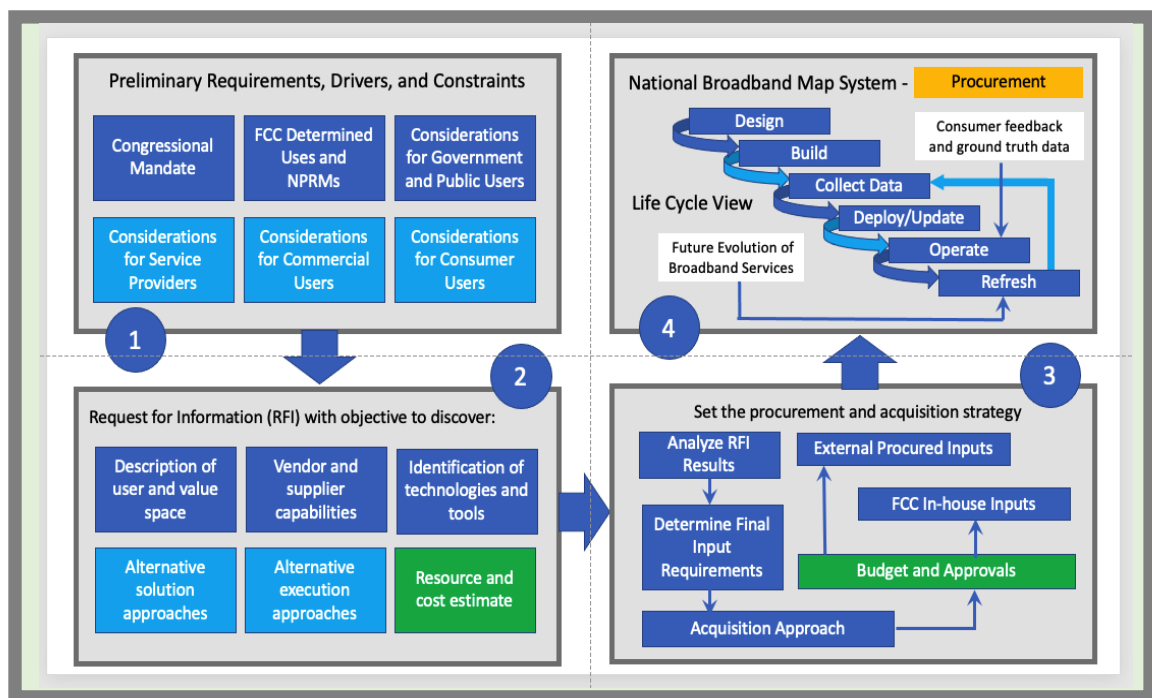 Preliminary Requirements, Drivers, and Constraints
Congressional
Mandate
FCC Determined
Uses and
NPRMs
Considerations
for Government
and Public Users
Considerations
for Service
Providers
Considerations
for Commercial
Users
Considerations
for Consumer
Users
1
2
Request for Information (RFI) with objective to discover:
Description of
user and value
space
Vendor and
supplier
capabilities
Identification of
technologies and
tools
Alternative
solution
approaches
Alternative
execution
approaches
Resource and
cost estimate
3
Set the procurement and acquisition strategy
Analyze RFI
Results
Determine Final
Input
Requirements
Acquisition Approach
External Procured Inputs
FCC In-house Inputs
Budget and Approvals
4
National Broadband Map System -
Procurement
Design
Build
Collect Data
Deploy/Update
Operate
Refresh
Life Cycle View
Consumer feedback
and ground truth data
Future Evolution of
Broadband Services